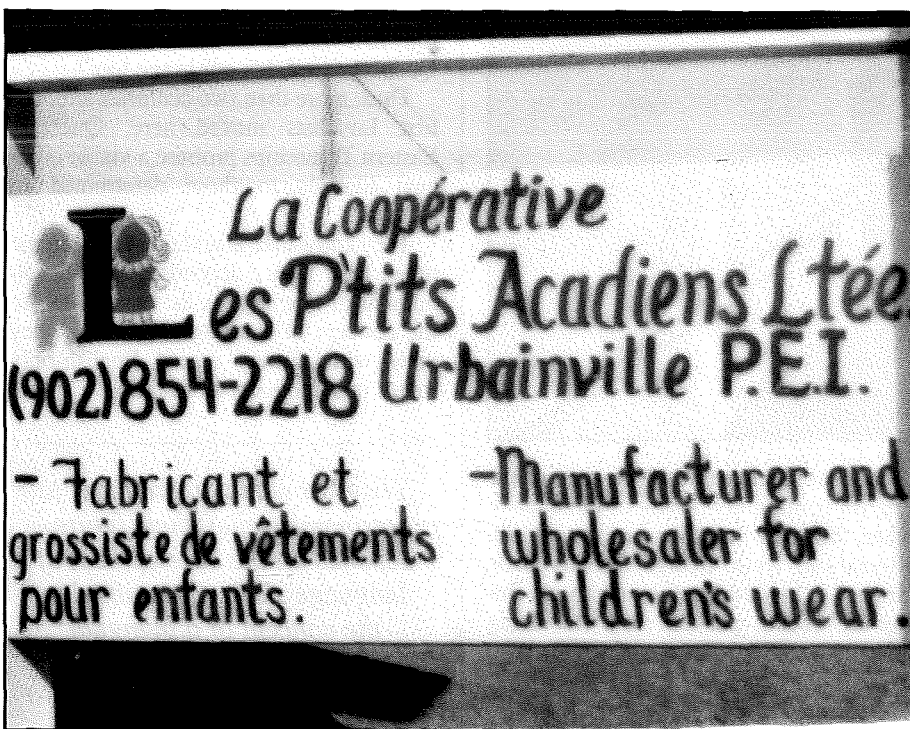 La Coopérative
Les P'tits Acadiens Ltée.
(902)854-2218 Urbainville P.E.I.
- Fabricant et
grossiste de vêtements
pour enfants.
-Manufacturer and
wholesaler for
children's wear.